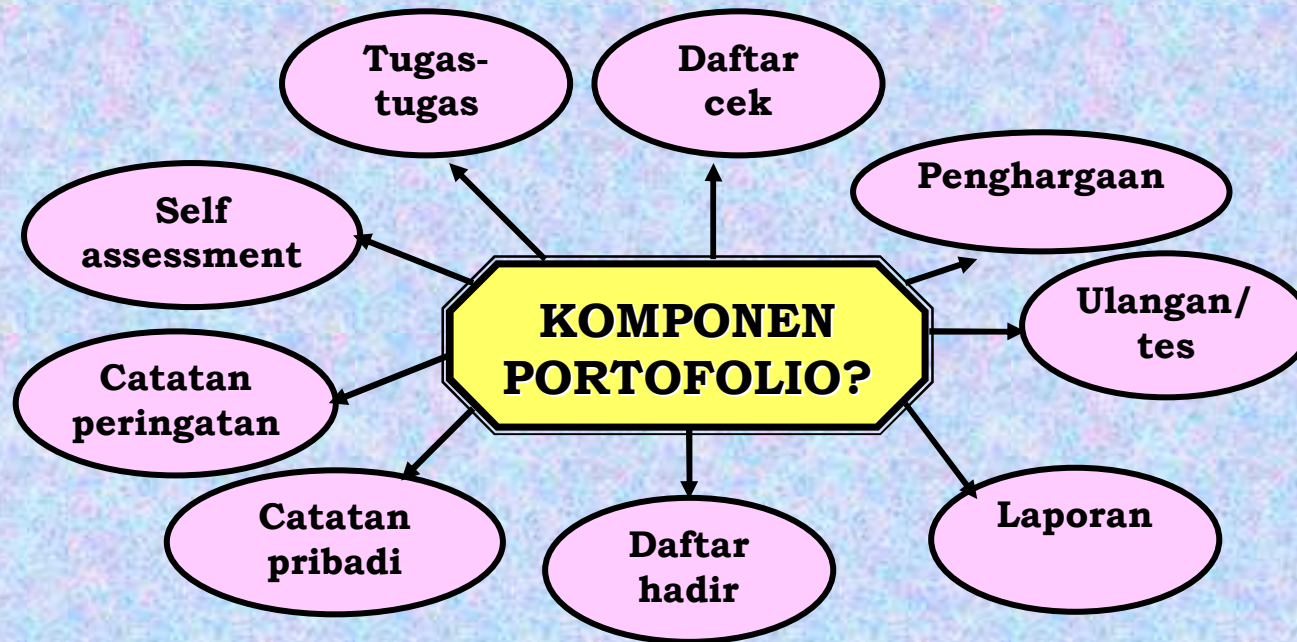 Tugas-
tugas
Daftar
cek
Penghargaan
Self
assessment
Ulangan/
tes
KOMPONEN
PORTOFOLIO?
Catatan
peringatan
Catatan
pribadi
Daftar
hadir
Laporan